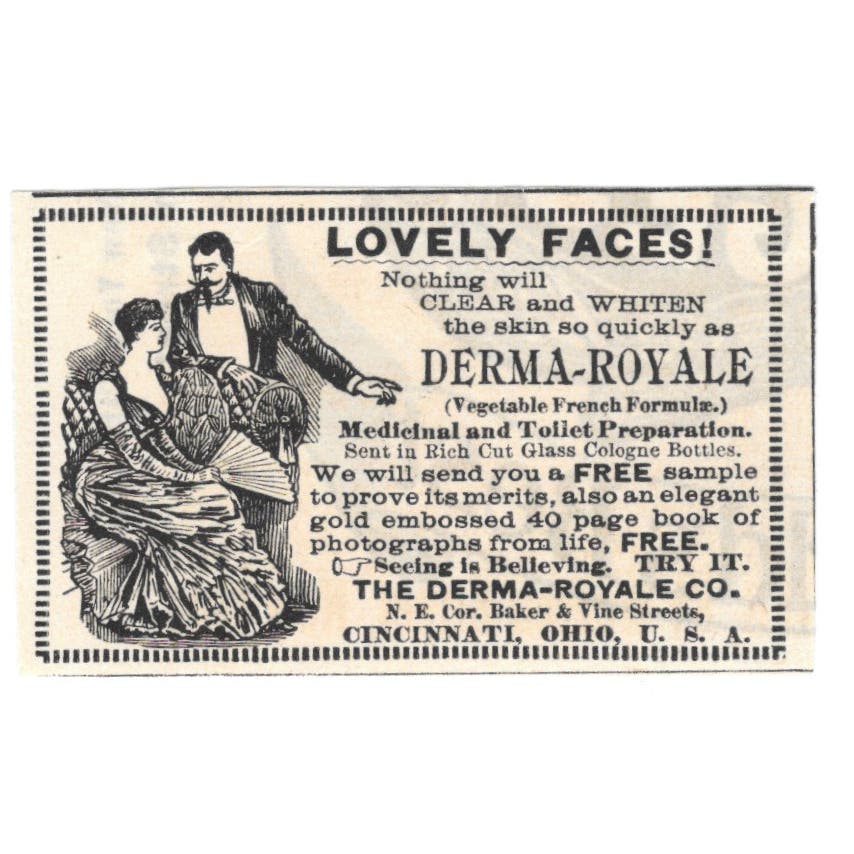 LOVELY FACES!
Nothing will
CLEAR and WHITEN
the skin so quickly as
DERMA-ROYALE
(Vegetable French Formulæ.)
Medicinal and Toilet Preparation.
Sent in Rich Cut Glass Cologne Bottles.
We will send you a FREE sample
to prove its merits, also an elegant
gold embossed 40 page book of
photographs from life, FREE.
☞Seeing is Believing. TRY IT.
THE DERMA-ROYALE CO.
N. E. Cor. Baker & Vine Streets,
CINCINNATI, OHIO, U. S. A.